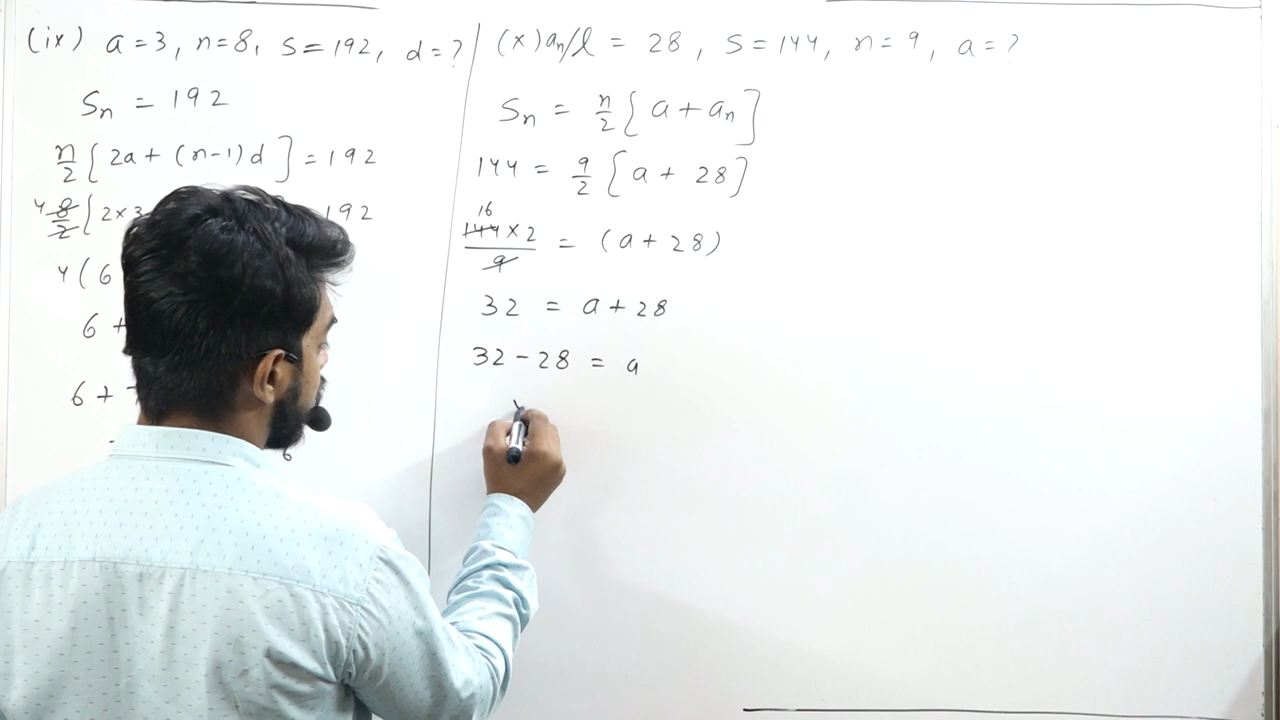 (ix) a = 3, n = 8, S = 192, d = ?
Sn = 192
n/2 [2a + (n-1)d] = 192
4 8/2 [2×3 192
4(6
6 +
6 +
6
(x) an/l = 28, S = 144, n = 9, a = ?
Sn = n/2 [a + an]
144 = 9/2 [a + 28]
16
144 × 2 / 9 = (a + 28)
32 = a + 28
32 - 28 = a